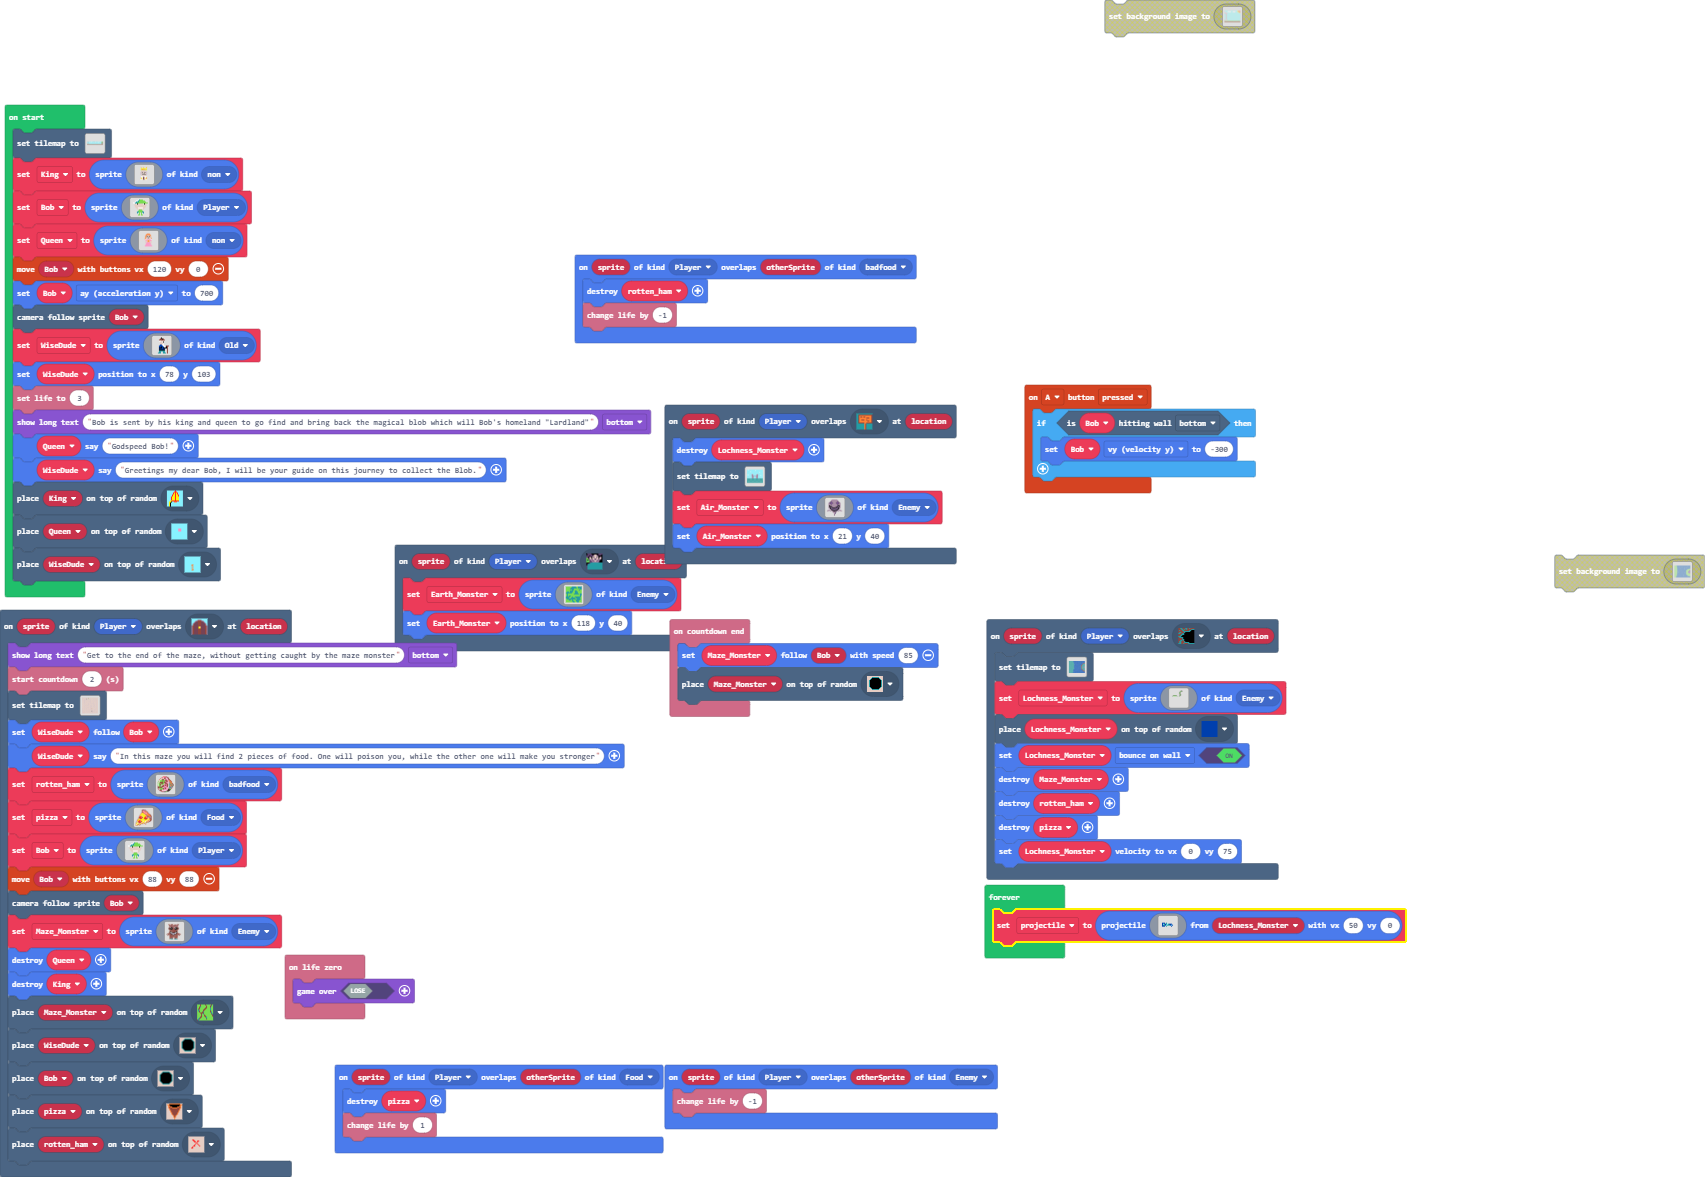 set background image to
on start
set tilemap to
set King to sprite of kind non
set Bob to sprite of kind Player
set Queen to sprite of kind non
move Bob with buttons vx 120 vy 0
set Bob ay (acceleration y) to 700
camera follow sprite Bob
set WiseDude to sprite of kind Old
set WiseDude position to x 78 y 103
set life to 3
show long text "Bob is sent by his king and queen to go find and bring back the magical blob which will Bob's homeland "Lardland"" bottom
Queen say "Godspeed Bob!"
WiseDude say "Greetings my dear Bob, I will be your guide on this journey to collect the Blob."
place King on top of random
place Queen on top of random
place WiseDude on top of random
on sprite of kind Player overlaps otherSprite of kind badfood
destroy rotten_ham
change life by -1
on sprite of kind Player overlaps at location
destroy Lochness_Monster
set tilemap to
set Air_Monster to sprite of kind Enemy
set Air_Monster position to x 21 y 40
on A button pressed
if is Bob hitting wall bottom then
set Bob vy (velocity y) to -300
on sprite of kind Player overlaps at locat
set Earth_Monster to sprite of kind Enemy
set Earth_Monster position to x 118 y 40
set background image to
on sprite of kind Player overlaps at location
show long text "Get to the end of the maze, without getting caught by the maze monster" bottom
start countdown 2 (s)
set tilemap to
set WiseDude follow Bob
WiseDude say "In this maze you will find 2 pieces of food. One will poison you, while the other one will make you stronger"
set rotten_ham to sprite of kind badfood
set pizza to sprite of kind Food
set Bob to sprite of kind Player
move Bob with buttons vx 88 vy 88
camera follow sprite Bob
set Maze_Monster to sprite of kind Enemy
destroy Queen
destroy King
place Maze_Monster on top of random
place WiseDude on top of random
place Bob on top of random
place pizza on top of random
place rotten_ham on top of random
on countdown end
set Maze_Monster follow Bob with speed 85
place Maze_Monster on top of random
on sprite of kind Player overlaps at location
set tilemap to
set Lochness_Monster to sprite of kind Enemy
place Lochness_Monster on top of random
set Lochness_Monster bounce on wall ON
destroy Maze_Monster
destroy rotten_ham
destroy pizza
set Lochness_Monster velocity to vx 0 vy 75
forever
set projectile to projectile from Lochness_Monster with vx 50 vy 0
on life zero
game over LOSE
on sprite of kind Player overlaps otherSprite of kind Food
destroy pizza
change life by 1
on sprite of kind Player overlaps otherSprite of kind Enemy
change life by -1